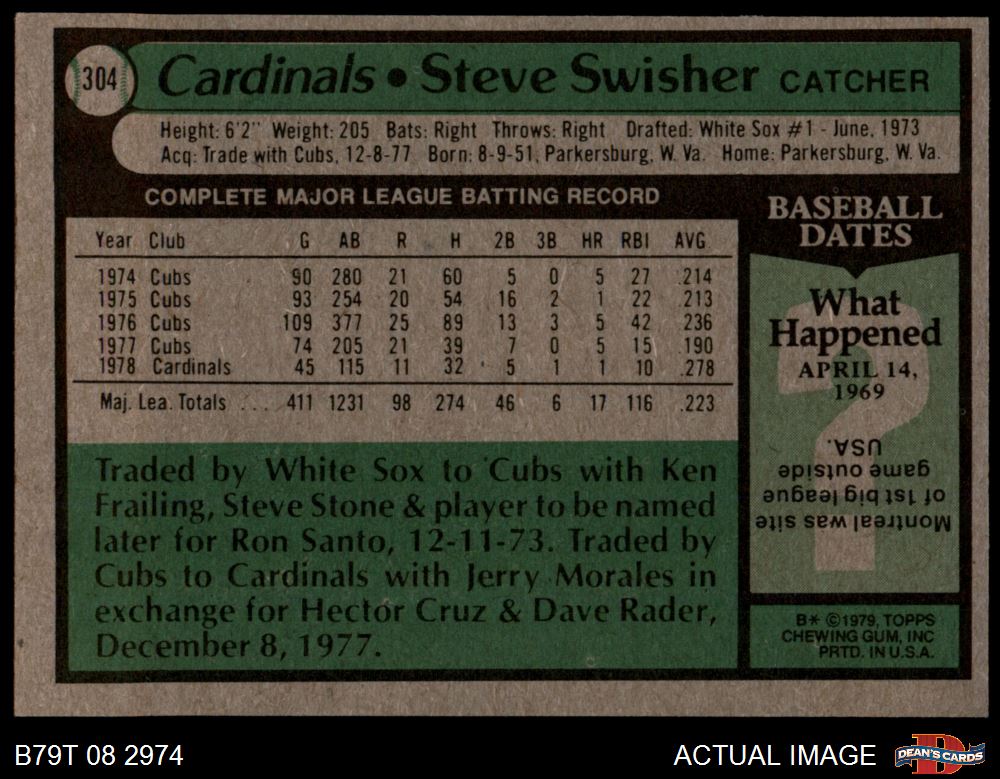 304
Cardinals • Steve Swisher CATCHER
Height: 6'2" Weight: 205 Bats: Right Throws: Right Drafted: White Sox #1 - June, 1973
Acq: Trade with Cubs, 12-8-77 Born: 8-9-51, Parkersburg, W. Va. Home: Parkersburg, W. Va.
COMPLETE MAJOR LEAGUE BATTING RECORD
Year Club G AB R H 2B 3B HR RBI AVG
1974 Cubs 90 280 21 60 5 0 5 27 .214
1975 Cubs 93 254 20 54 16 2 1 22 .213
1976 Cubs 109 377 25 89 13 3 5 42 .236
1977 Cubs 74 205 21 39 7 0 5 15 .190
1978 Cardinals 45 115 11 32 5 1 1 10 .278
Maj. Lea. Totals ... 411 1231 98 274 46 6 17 116 .223
Traded by White Sox to Cubs with Ken
Frailing, Steve Stone & player to be named
later for Ron Santo, 12-11-73. Traded by
Cubs to Cardinals with Jerry Morales in
exchange for Hector Cruz & Dave Rader,
December 8, 1977.
BASEBALL
DATES
What
Happened
APRIL 14,
1969
?
Montreal was site
of 1st big league
game outside
USA.
B* ©1979, TOPPS
CHEWING GUM, INC
PRTD. IN U.S.A.
B79T 08 2974
ACTUAL IMAGE
D
DEAN'S CARDS